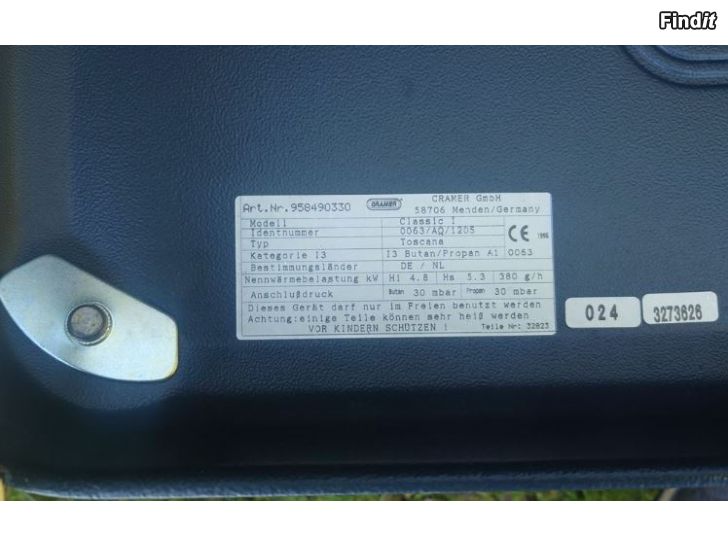 Findit
Art.Nr.958490330 CRAMER CRAMER GmbH
58706 Menden/Germany
Modell Classic I
Identnummer 0063/AQ/1205 CE 1996
Typ Toscana
Kategorie I3 I3 Butan/Propan A1 0063
Bestimmungsländer DE / NL
Nennwärmebelastung kW Hi 4.8 Hs 5.3 380 g/h
Anschlußdruck Butan 30 mbar Propan 30 mbar
Dieses Gerät darf nur im Freien benutzt werden
Achtung:einige Teile können sehr heiß werden
VOR KINDERN SCHÜTZEN ! Teile Nr: 32823
024 3273626